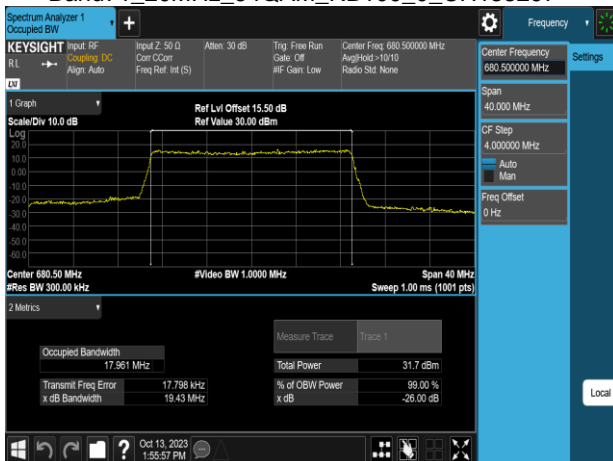 Spectrum Analyzer 1
Occupied BW
+
Frequency
KEYSIGHT
Input: RF
Coupling: DC
Align: Auto
Input Z: 50 Ω
Corr CCorr
Freq Ref: Int (S)
Atten: 30 dB
Trig: Free Run
Gate: Off
#IF Gain: Low
Center Freq: 680.500000 MHz
Avg|Hold:>10/10
Radio Std: None
RL
LXI
Center Frequency
680.500000 MHz
Settings
Span
40.000 MHz
CF Step
4.000000 MHz
Auto
Man
Freq Offset
0 Hz
Local
1 Graph
Ref Lvl Offset 15.50 dB
Scale/Div 10.0 dB
Ref Value 30.00 dBm
Log
20.0
10.0
0.00
-10.0
-20.0
-30.0
-40.0
-50.0
-60.0
Center 680.50 MHz
#Video BW 1.0000 MHz
Span 40 MHz
#Res BW 300.00 kHz
Sweep 1.00 ms (1001 pts)
2 Metrics
Measure Trace
Trace 1
Occupied Bandwidth
17.961 MHz
Total Power
31.7 dBm
Transmit Freq Error
17.798 kHz
% of OBW Power
99.00 %
x dB Bandwidth
19.43 MHz
x dB
-26.00 dB
?
Oct 13, 2023
1:55:57 PM